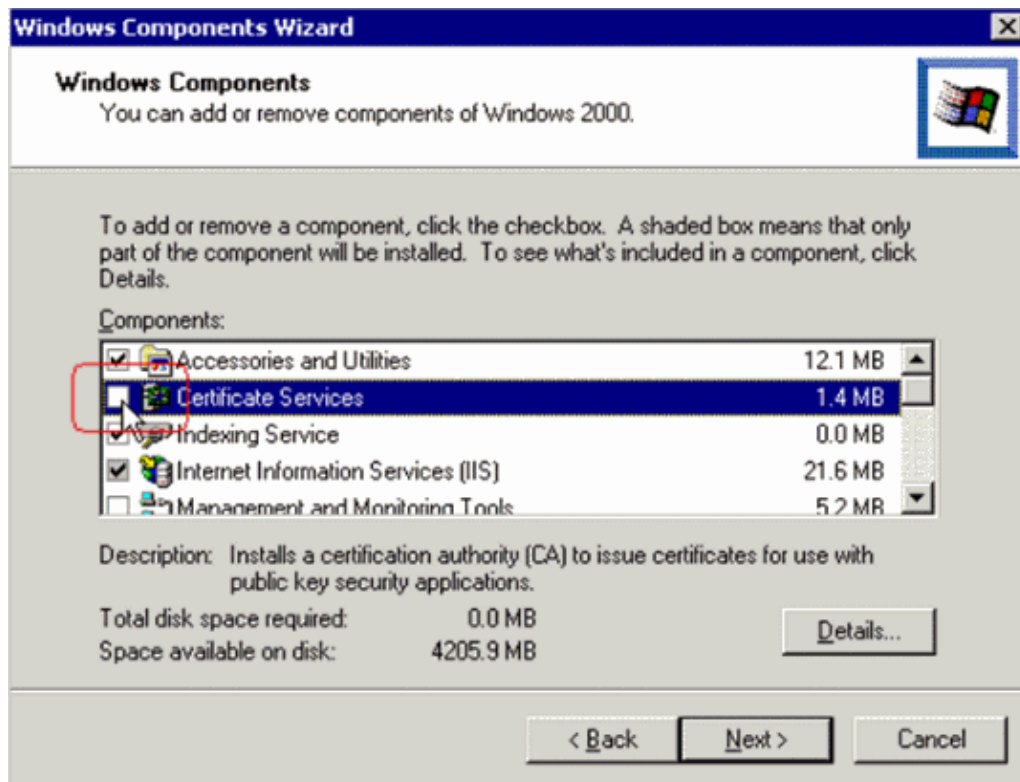 Windows Components Wizard
Windows Components
You can add or remove components of Windows 2000.
To add or remove a component, click the checkbox. A shaded box means that only
part of the component will be installed. To see what's included in a component, click
Details.
Components:
Accessories and Utilities 12.1 MB
Certificate Services 1.4 MB
Indexing Service 0.0 MB
Internet Information Services (IIS) 21.6 MB
Management and Monitoring Tools 5.2 MB
Description: Installs a certification authority (CA) to issue certificates for use with
public key security applications.
Total disk space required: 0.0 MB
Space available on disk: 4205.9 MB
Details...
< Back Next > Cancel